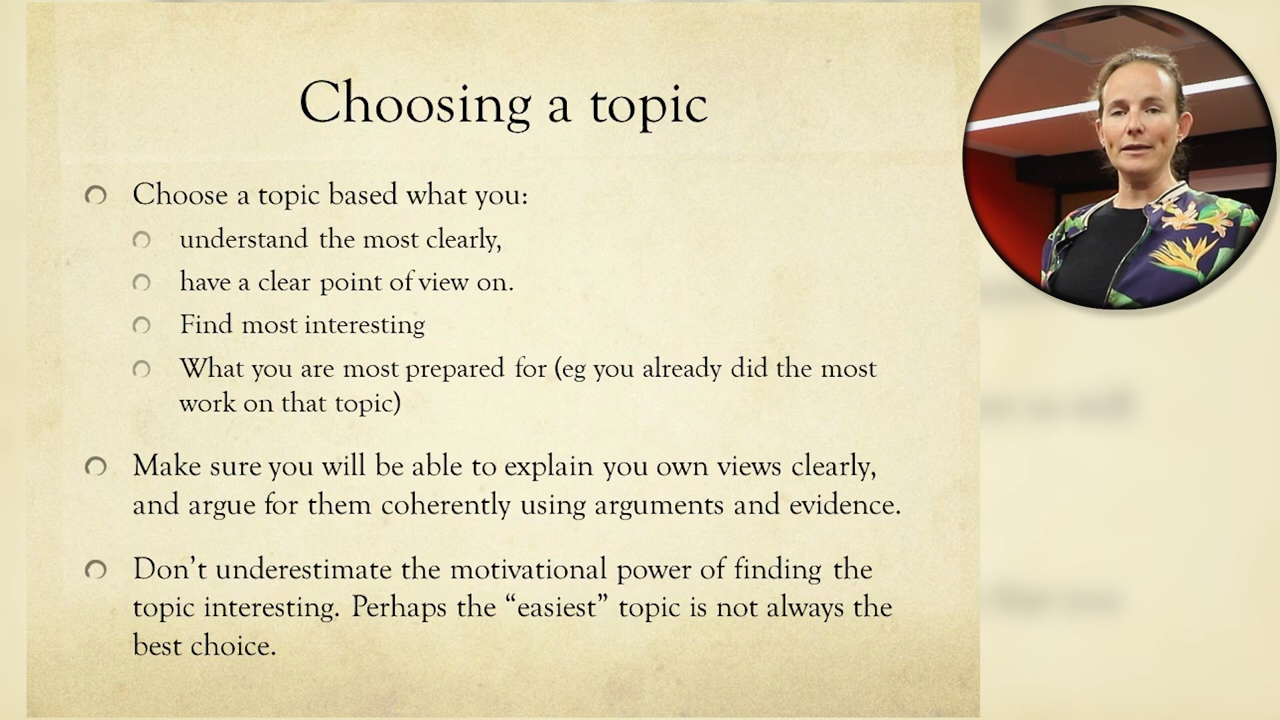 Choosing a topic
Choose a topic based what you:
understand the most clearly,
have a clear point of view on.
Find most interesting
What you are most prepared for (eg you already did the most
work on that topic)
Make sure you will be able to explain you own views clearly,
and argue for them coherently using arguments and evidence.
Don’t underestimate the motivational power of finding the
topic interesting. Perhaps the “easiest” topic is not always the
best choice.